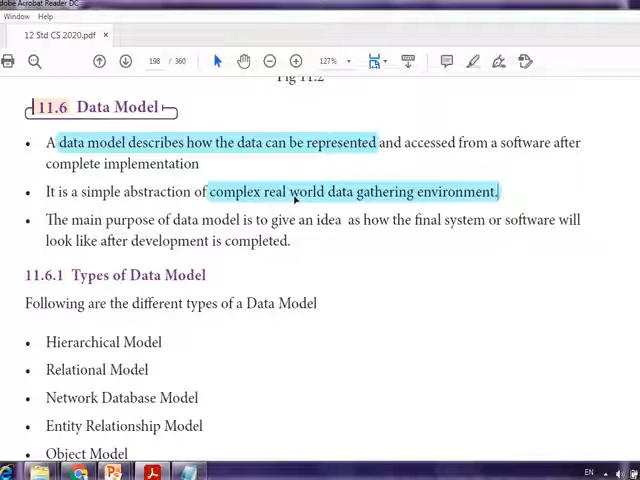 dobe Acrobat Reader DC
Window Help
12 Std CS 2020.pdf ×
198 / 360 127%
Fig 11.2
11.6 Data Model
• A data model describes how the data can be represented and accessed from a software after
complete implementation
• It is a simple abstraction of complex real world data gathering environment.
• The main purpose of data model is to give an idea as how the final system or software will
look like after development is completed.
11.6.1 Types of Data Model
Following are the different types of a Data Model
• Hierarchical Model
• Relational Model
• Network Database Model
• Entity Relationship Model
• Object Model
EN